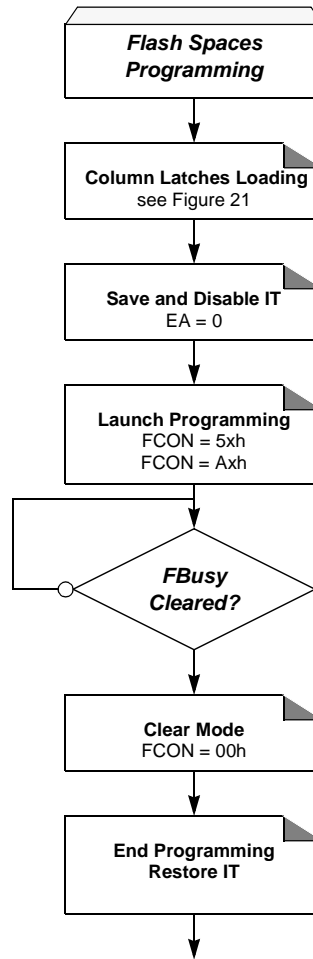 Flash Spaces
Programming
Column Latches Loading
see Figure 21
Save and Disable IT
EA = 0
Launch Programming
FCON = 5xh
FCON = Axh
FBusy
Cleared?
Clear Mode
FCON = 00h
End Programming
Restore IT